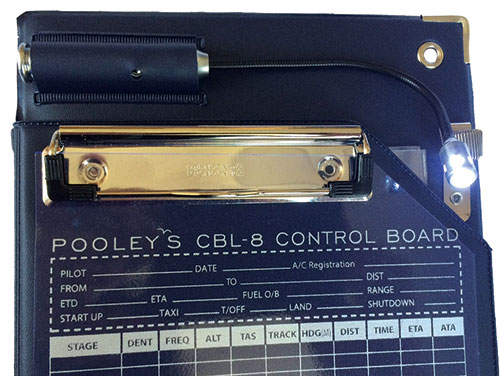 POOLEY'S CBL-8 CONTROL BOARD
PILOT DATE A/C Registration
FROM TO DIST
ETD ETA FUEL O/B RANGE
START UP TAXI T/OFF LAND SHUTDOWN
STAGE DENT FREQ ALT TAS TRACK HDG(M) DIST TIME ETA ATA